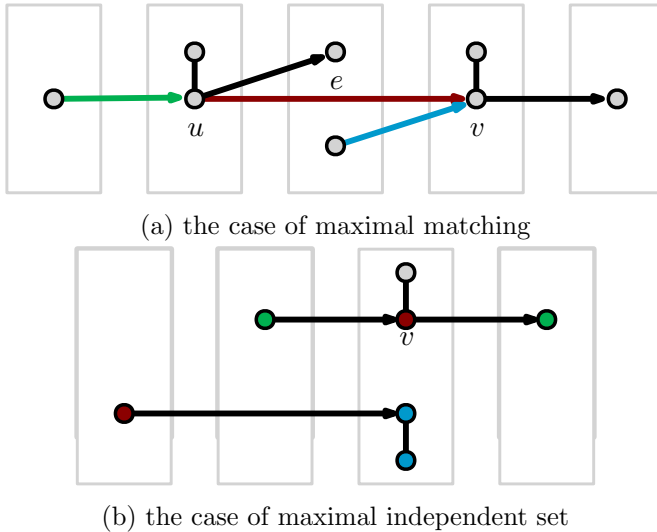 e
u
v
(a) the case of maximal matching
v
(b) the case of maximal independent set